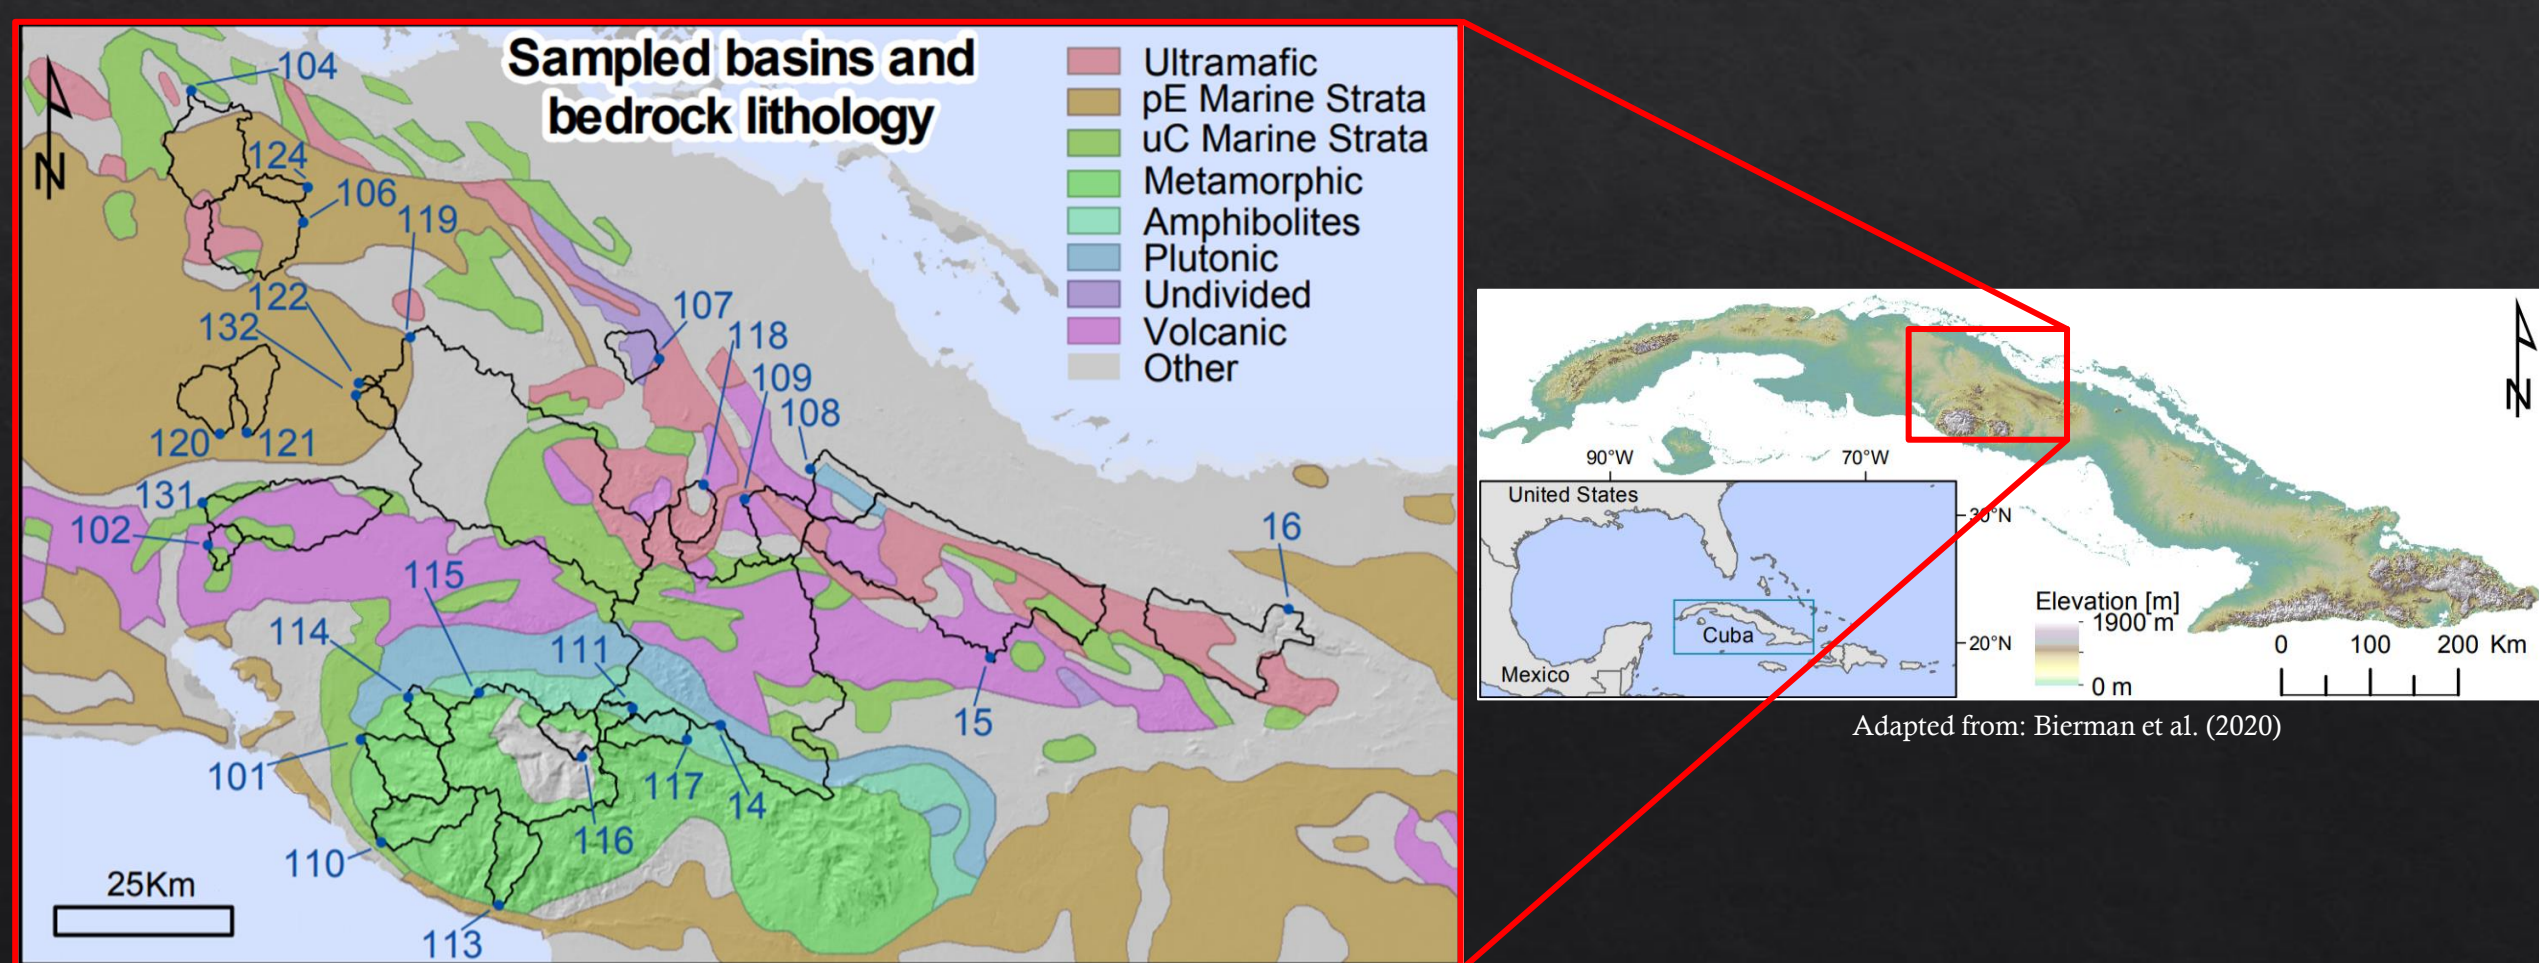 Sampled basins and
bedrock lithology
N
Ultramafic
pE Marine Strata
uC Marine Strata
Metamorphic
Amphibolites
Plutonic
Undivided
Volcanic
Other
104
124
106
119
122
132
107
118
109
108
120
121
131
102
16
115
114
111
15
101
117
14
116
110
113
25Km
N
90°W
70°W
United States
30°N
Cuba
20°N
Mexico
Elevation [m]
1900 m
0 m
0 100 200 Km
Adapted from: Bierman et al. (2020)